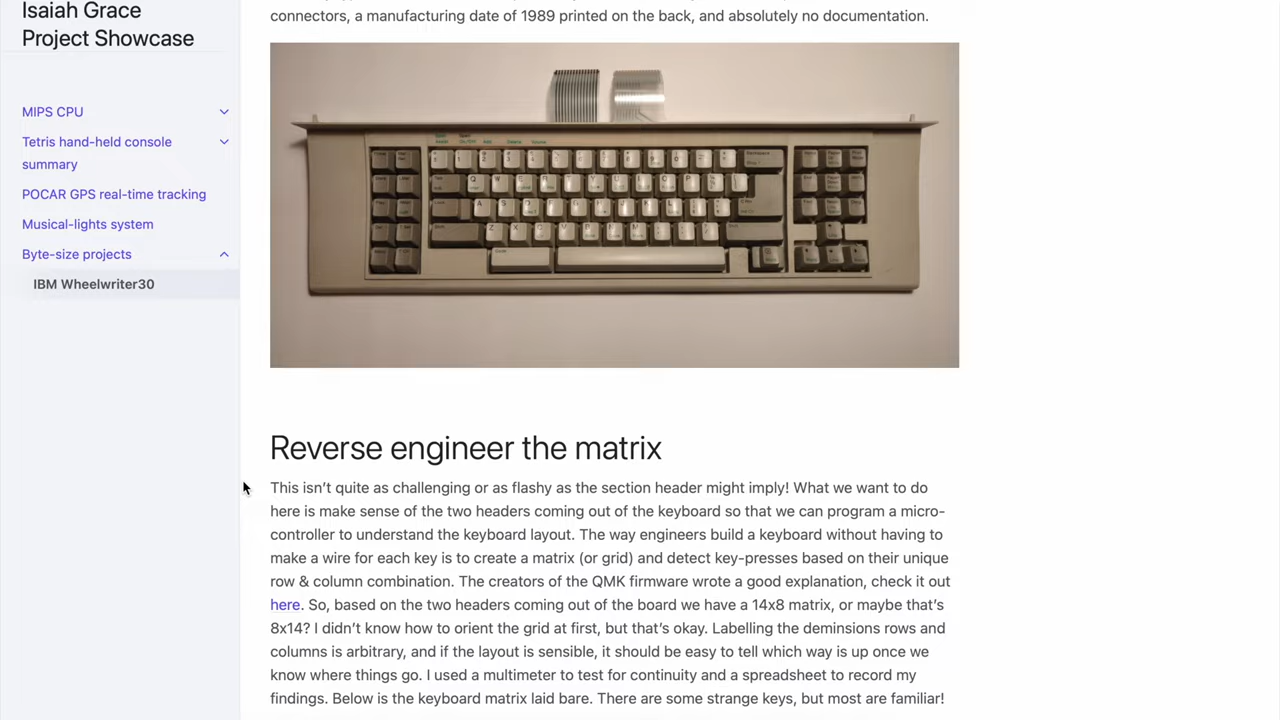 Isaiah Grace
Project Showcase
MIPS CPU
Tetris hand-held console
summary
POCAR GPS real-time tracking
Musical-lights system
Byte-size projects
IBM Wheelwriter30
connectors, a manufacturing date of 1989 printed on the back, and absolutely no documentation.
Reverse engineer the matrix
This isn't quite as challenging or as flashy as the section header might imply! What we want to do
here is make sense of the two headers coming out of the keyboard so that we can program a micro-
controller to understand the keyboard layout. The way engineers build a keyboard without having to
make a wire for each key is to create a matrix (or grid) and detect key-presses based on their unique
row & column combination. The creators of the QMK firmware wrote a good explanation, check it out
here. So, based on the two headers coming out of the board we have a 14x8 matrix, or maybe that's
8x14? I didn't know how to orient the grid at first, but that's okay. Labelling the deminsions rows and
columns is arbitrary, and if the layout is sensible, it should be easy to tell which way is up once we
know where things go. I used a multimeter to test for continuity and a spreadsheet to record my
findings. Below is the keyboard matrix laid bare. There are some strange keys, but most are familiar!